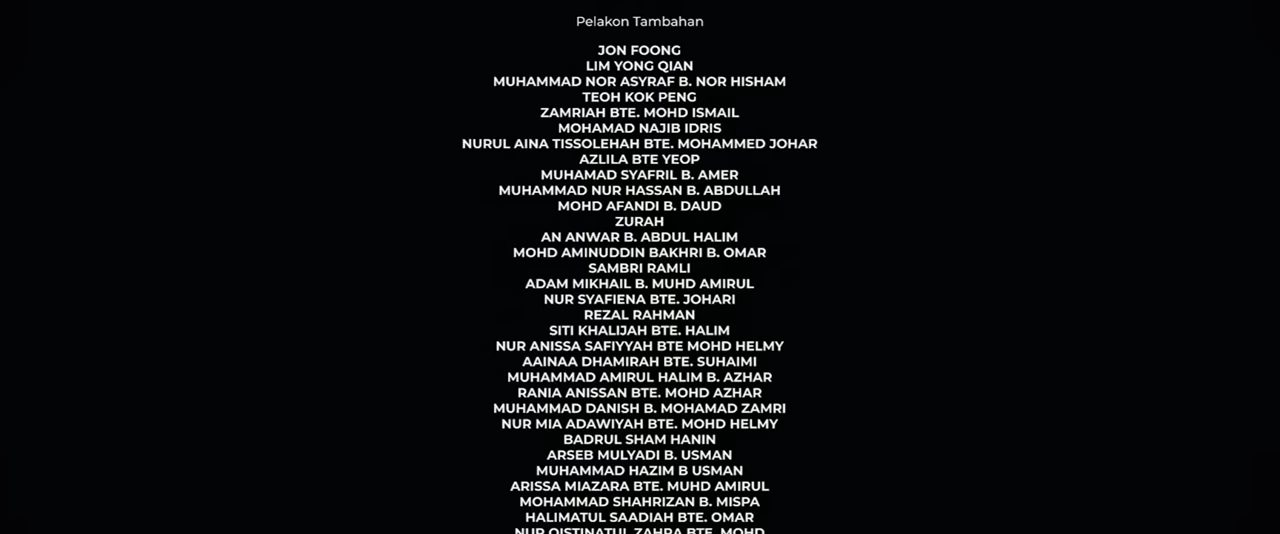 Pelakon Tambahan
JON FOONG
LIM YONG QIAN
MUHAMMAD NOR ASYRAF B. NOR HISHAM
TEOH KOK PENG
ZAMRIAH BTE. MOHD ISMAIL
MOHAMAD NAJIB IDRIS
NURUL AINA TISSOLEHAH BTE. MOHAMMED JOHAR
AZLILA BTE YEOP
MUHAMAD SYAFRIL B. AMER
MUHAMMAD NUR HASSAN B. ABDULLAH
MOHD AFANDI B. DAUD
ZURAH
AN ANWAR B. ABDUL HALIM
MOHD AMINUDDIN BAKHRI B. OMAR
SAMBRI RAMLI
ADAM MIKHAIL B. MUHD AMIRUL
NUR SYAFIENA BTE. JOHARI
REZAL RAHMAN
SITI KHALIJAH BTE. HALIM
NUR ANISSA SAFIYYAH BTE MOHD HELMY
AAINAA DHAMIRAH BTE. SUHAIMI
MUHAMMAD AMIRUL HALIM B. AZHAR
RANIA ANISSAN BTE. MOHD AZHAR
MUHAMMAD DANISH B. MOHAMAD ZAMRI
NUR MIA ADAWIYAH BTE. MOHD HELMY
BADRUL SHAM HANIN
ARSEB MULYADI B. USMAN
MUHAMMAD HAZIM B USMAN
ARISSA MIAZARA BTE. MUHD AMIRUL
MOHAMMAD SHAHRIZAN B. MISPA
HALIMATUL SAADIAH BTE. OMAR
NUR QISTINATUL ZAHRA BTE. MOHD